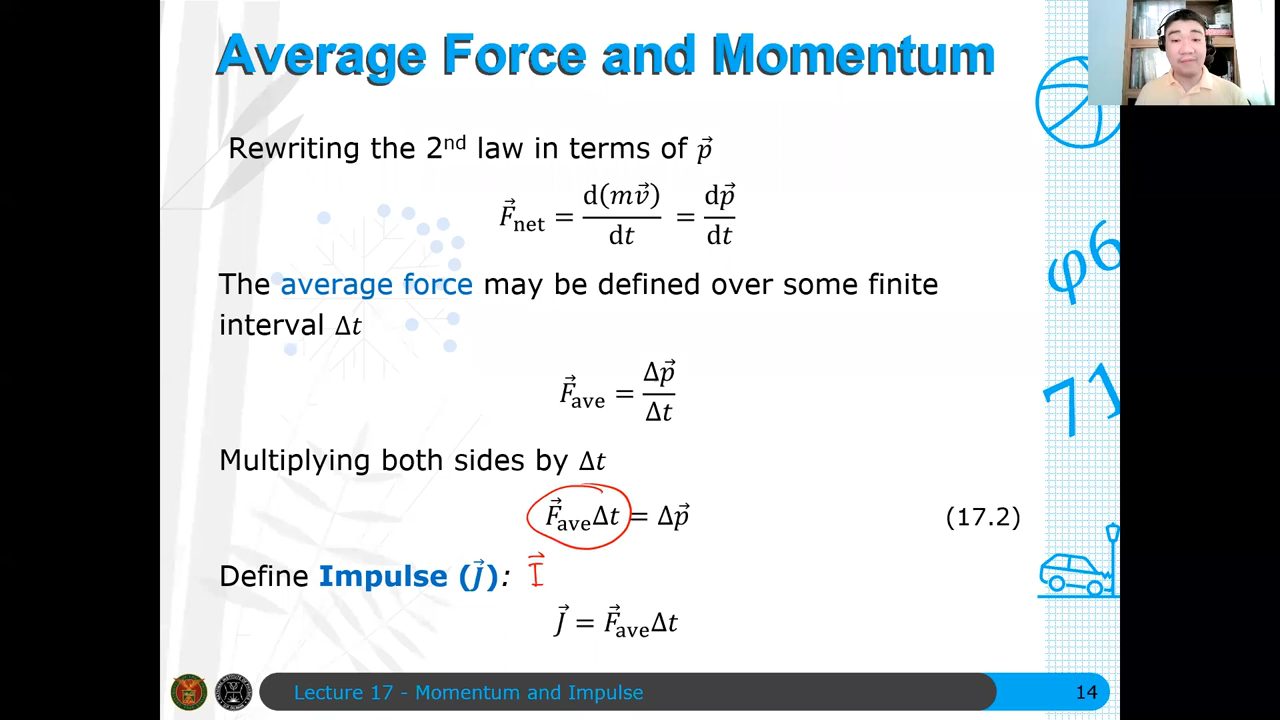 Average Force and Momentum
Rewriting the 2nd law in terms of p⃗
F⃗net = d(mv⃗)/dt = dp⃗/dt
The average force may be defined over some finite
interval Δt
F⃗ave = Δp⃗/Δt
Multiplying both sides by Δt
F⃗aveΔt = Δp⃗ (17.2)
Define Impulse (J⃗): I⃗
J⃗ = F⃗aveΔt
Lecture 17 - Momentum and Impulse 14
φ6
71